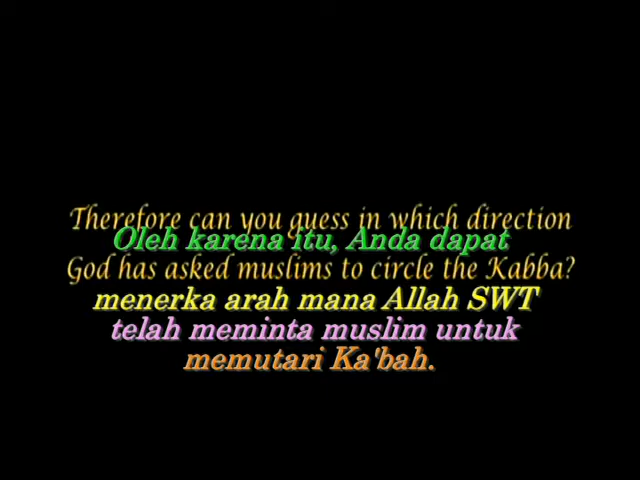 Therefore can you guess in which direction
Oleh karena itu, Anda dapat
God has asked muslims to circle the Kabba?
menerka arah mana Allah SWT
telah meminta muslim untuk
memutari Ka'bah.